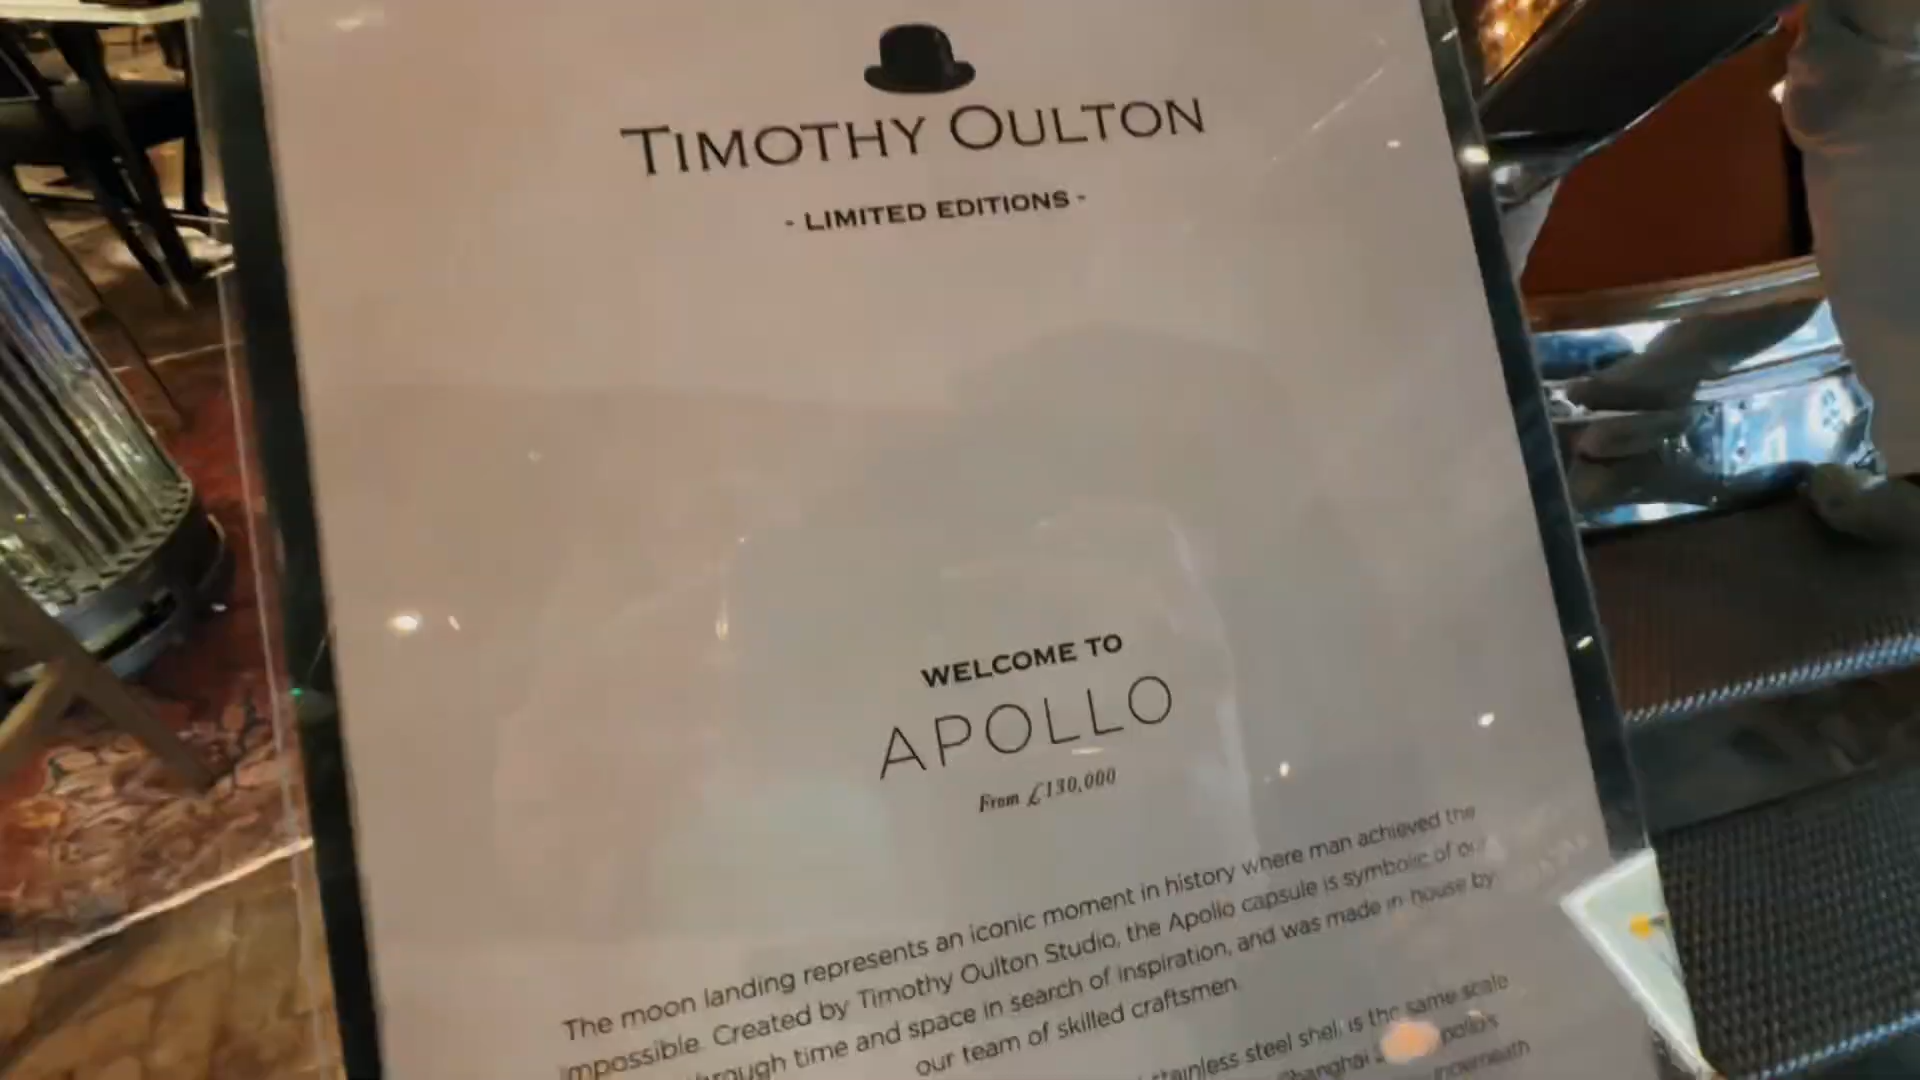 TIMOTHY OULTON
- LIMITED EDITIONS -
WELCOME TO
APOLLO
From £130,000
The moon landing represents an iconic moment in history where man achieved the
impossible. Created by Timothy Oulton Studio, the Apollo capsule is symbolic of our
through time and space in search of inspiration, and was made in house by
our team of skilled craftsmen.
stainless steel shell is the same scale
Shanghai